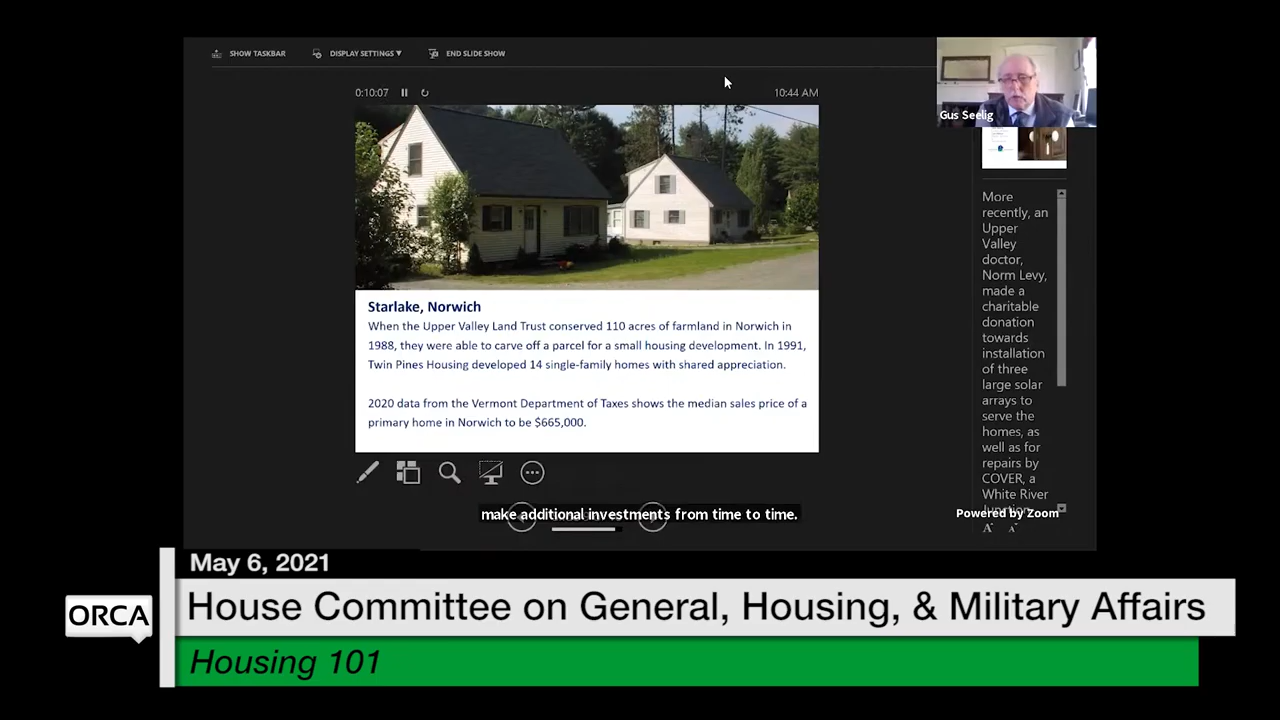 SHOW TASKBAR
DISPLAY SETTINGS ▼
END SLIDE SHOW
0:10:07
10:44 AM
Gus Seelig
Starlake, Norwich
When the Upper Valley Land Trust conserved 110 acres of farmland in Norwich in
1988, they were able to carve off a parcel for a small housing development. In 1991,
Twin Pines Housing developed 14 single-family homes with shared appreciation.
2020 data from the Vermont Department of Taxes shows the median sales price of a
primary home in Norwich to be $665,000.
More
recently, an
Upper
Valley
doctor,
Norm Levy,
made a
charitable
donation
towards
installation
of three
large solar
arrays to
serve the
homes, as
well as for
repairs by
COVER, a
White River
make additional investments from time to time.
Powered by Zoom
A A
May 6, 2021
ORCA
House Committee on General, Housing, & Military Affairs
Housing 101